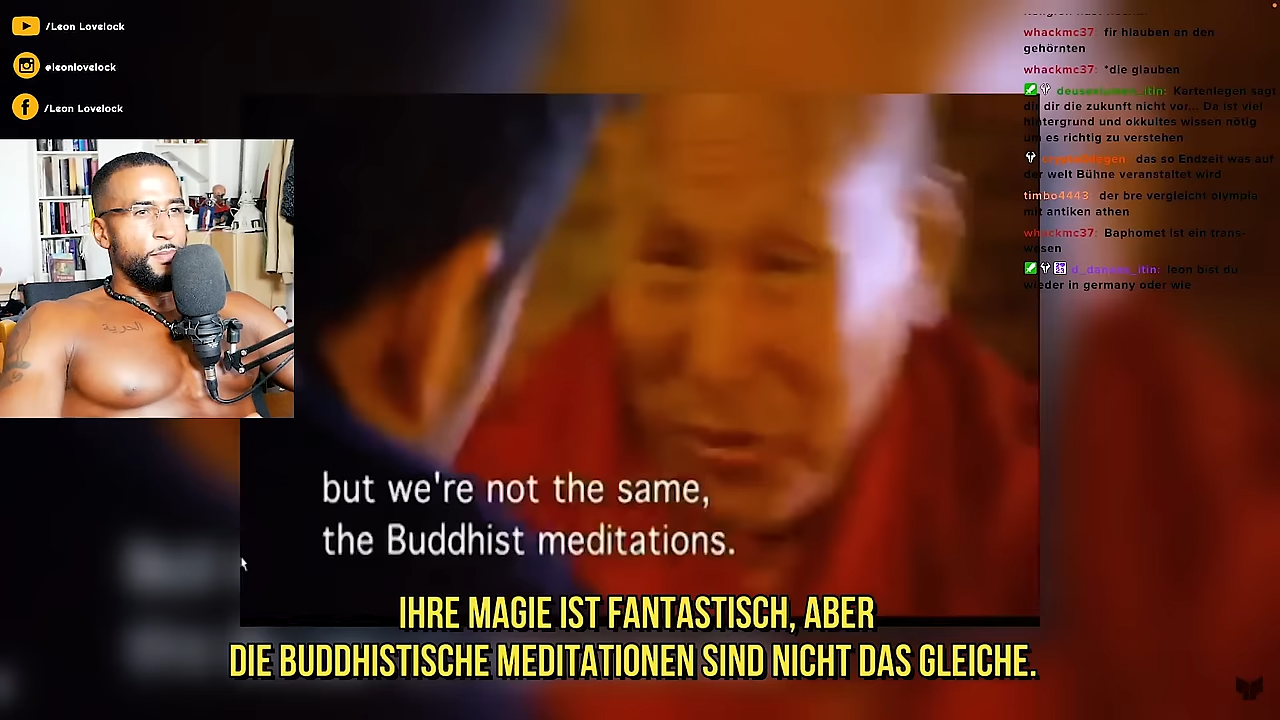 /Leon Lovelock
@leonlovelock
/Leon Lovelock
الحرية
whackmc37 fir hlauben an den
gehörnten
whackmc37: *die glauben
Kartenlegen sagt
dir dir die zukunft nicht vor... Da ist viel
hintergrund und okkultes wissen nötig
um es richtig zu verstehen
das so Endzeit was auf
der welt Bühne veranstaltet wird
timbo4443 der bre vergleicht olympia
mit antiken athen
whackmc37: Baphomet ist ein trans-
wesen
leon bist du
wieder in germany oder wie
but we're not the same,
the Buddhist meditations.
IHRE MAGIE IST FANTASTISCH, ABER
DIE BUDDHISTISCHE MEDITATIONEN SIND NICHT DAS GLEICHE.